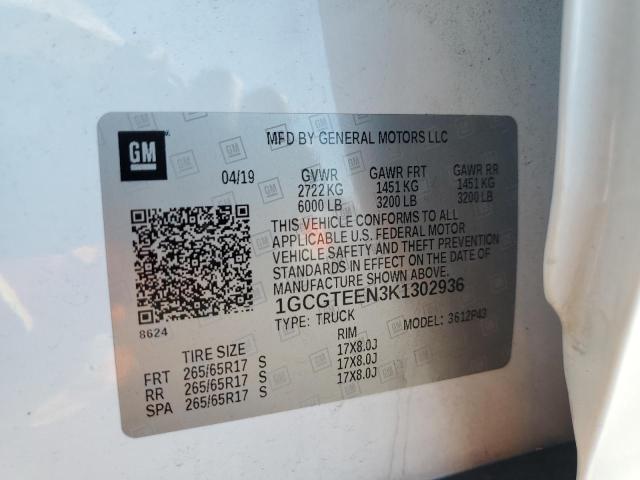 GM
MFD BY GENERAL MOTORS LLC
04/19 GVWR GAWR FRT GAWR RR
2722 KG 1451 KG 1451 KG
6000 LB 3200 LB 3200 LB
THIS VEHICLE CONFORMS TO ALL
APPLICABLE U.S. FEDERAL MOTOR
VEHICLE SAFETY AND THEFT PREVENTION
STANDARDS IN EFFECT ON THE DATE OF
MANUFACTURE SHOWN ABOVE.
1GCGTEEN3K1302936
8624
TYPE: TRUCK MODEL: 3612P43
TIRE SIZE RIM
FRT 265/65R17 S 17X8.0J
RR 265/65R17 S 17X8.0J
SPA 265/65R17 S 17X8.0J